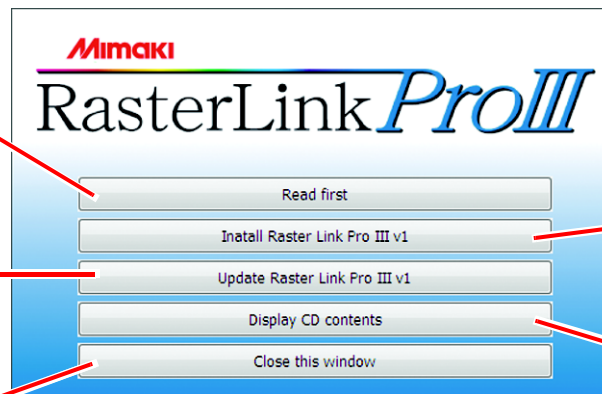 Mimaki
RasterLink ProIII
Read first
Inatall Raster Link Pro III v1
Update Raster Link Pro III v1
Display CD contents
Close this window